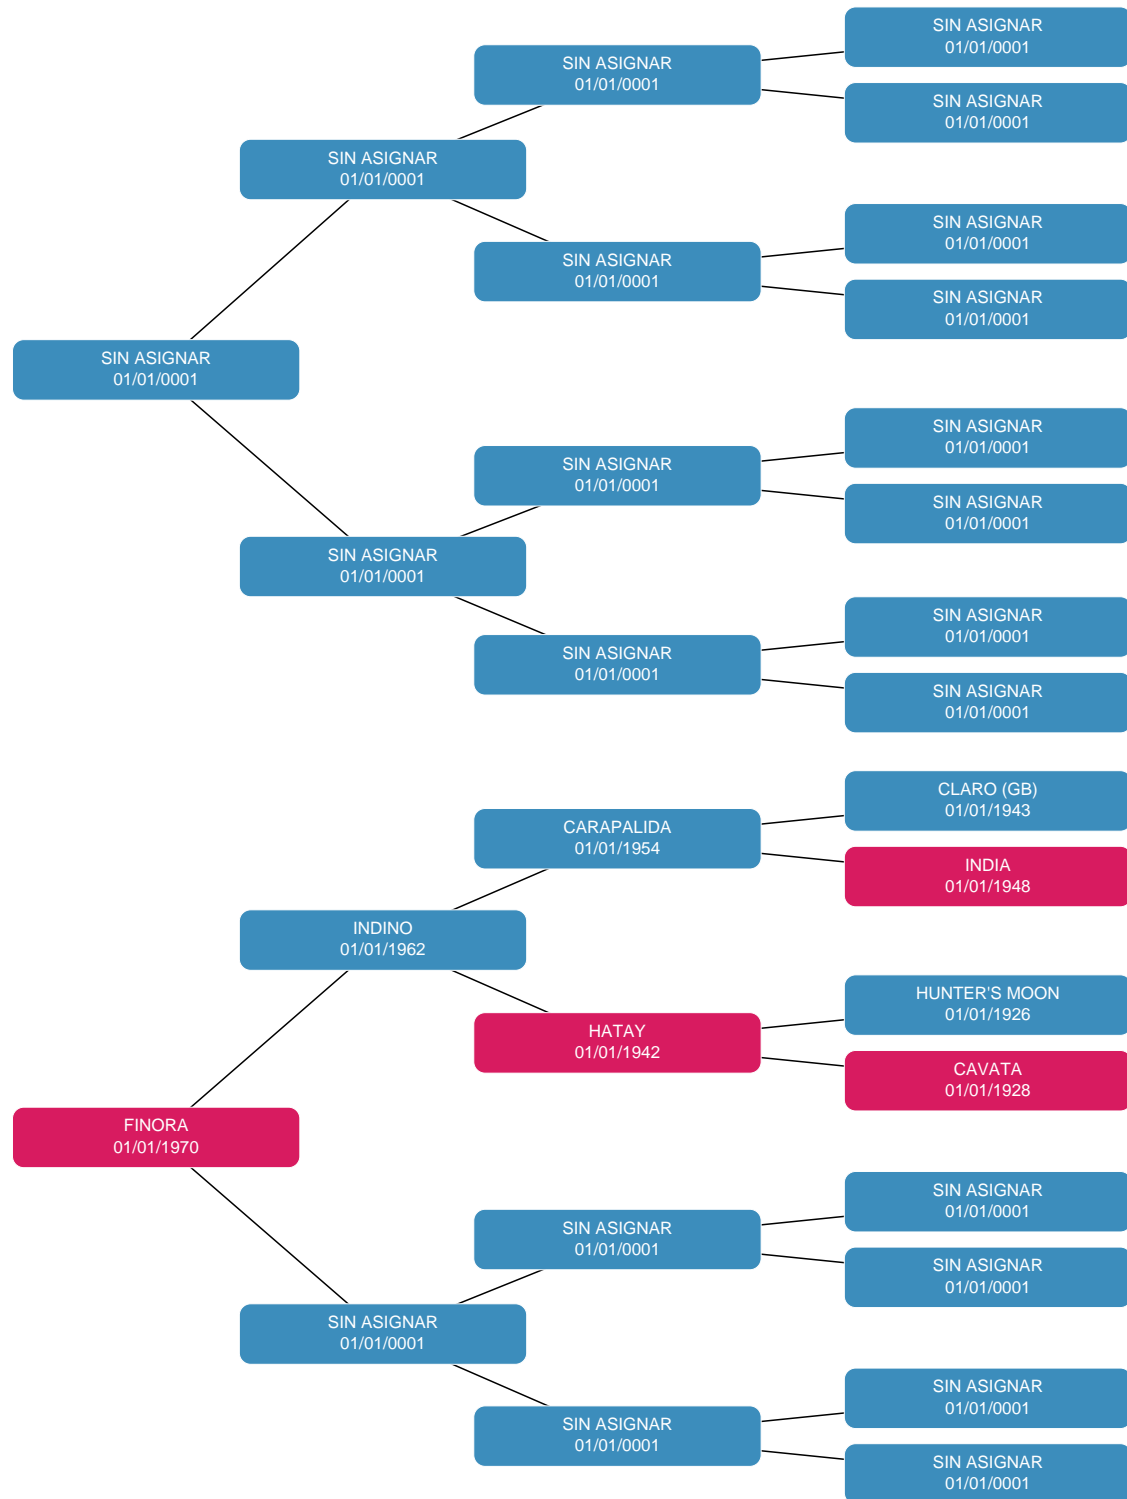 SIN ASIGNAR
01/01/0001
SIN ASIGNAR
01/01/0001
SIN ASIGNAR
01/01/0001
SIN ASIGNAR
01/01/0001
SIN ASIGNAR
01/01/0001
SIN ASIGNAR
01/01/0001
SIN ASIGNAR
01/01/0001
SIN ASIGNAR
01/01/0001
SIN ASIGNAR
01/01/0001
SIN ASIGNAR
01/01/0001
SIN ASIGNAR
01/01/0001
SIN ASIGNAR
01/01/0001
SIN ASIGNAR
01/01/0001
SIN ASIGNAR
01/01/0001
SIN ASIGNAR
01/01/0001
CLARO (GB)
01/01/1943
CARAPALIDA
01/01/1954
INDIA
01/01/1948
INDINO
01/01/1962
HUNTER'S MOON
01/01/1926
HATAY
01/01/1942
CAVATA
01/01/1928
FINORA
01/01/1970
SIN ASIGNAR
01/01/0001
SIN ASIGNAR
01/01/0001
SIN ASIGNAR
01/01/0001
SIN ASIGNAR
01/01/0001
SIN ASIGNAR
01/01/0001
SIN ASIGNAR
01/01/0001
SIN ASIGNAR
01/01/0001